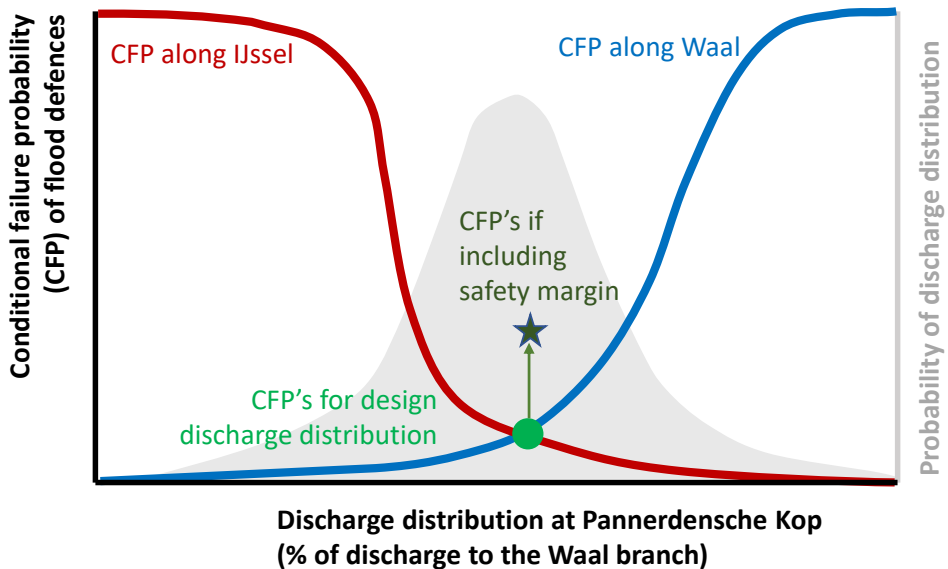 Conditional failure probability
(CFP) of flood defences
CFP along IJssel
CFP along Waal
CFP's if
including
safety margin
CFP's for design
discharge distribution
Probability of discharge distribution
Discharge distribution at Pannerdensche Kop
(% of discharge to the Waal branch)